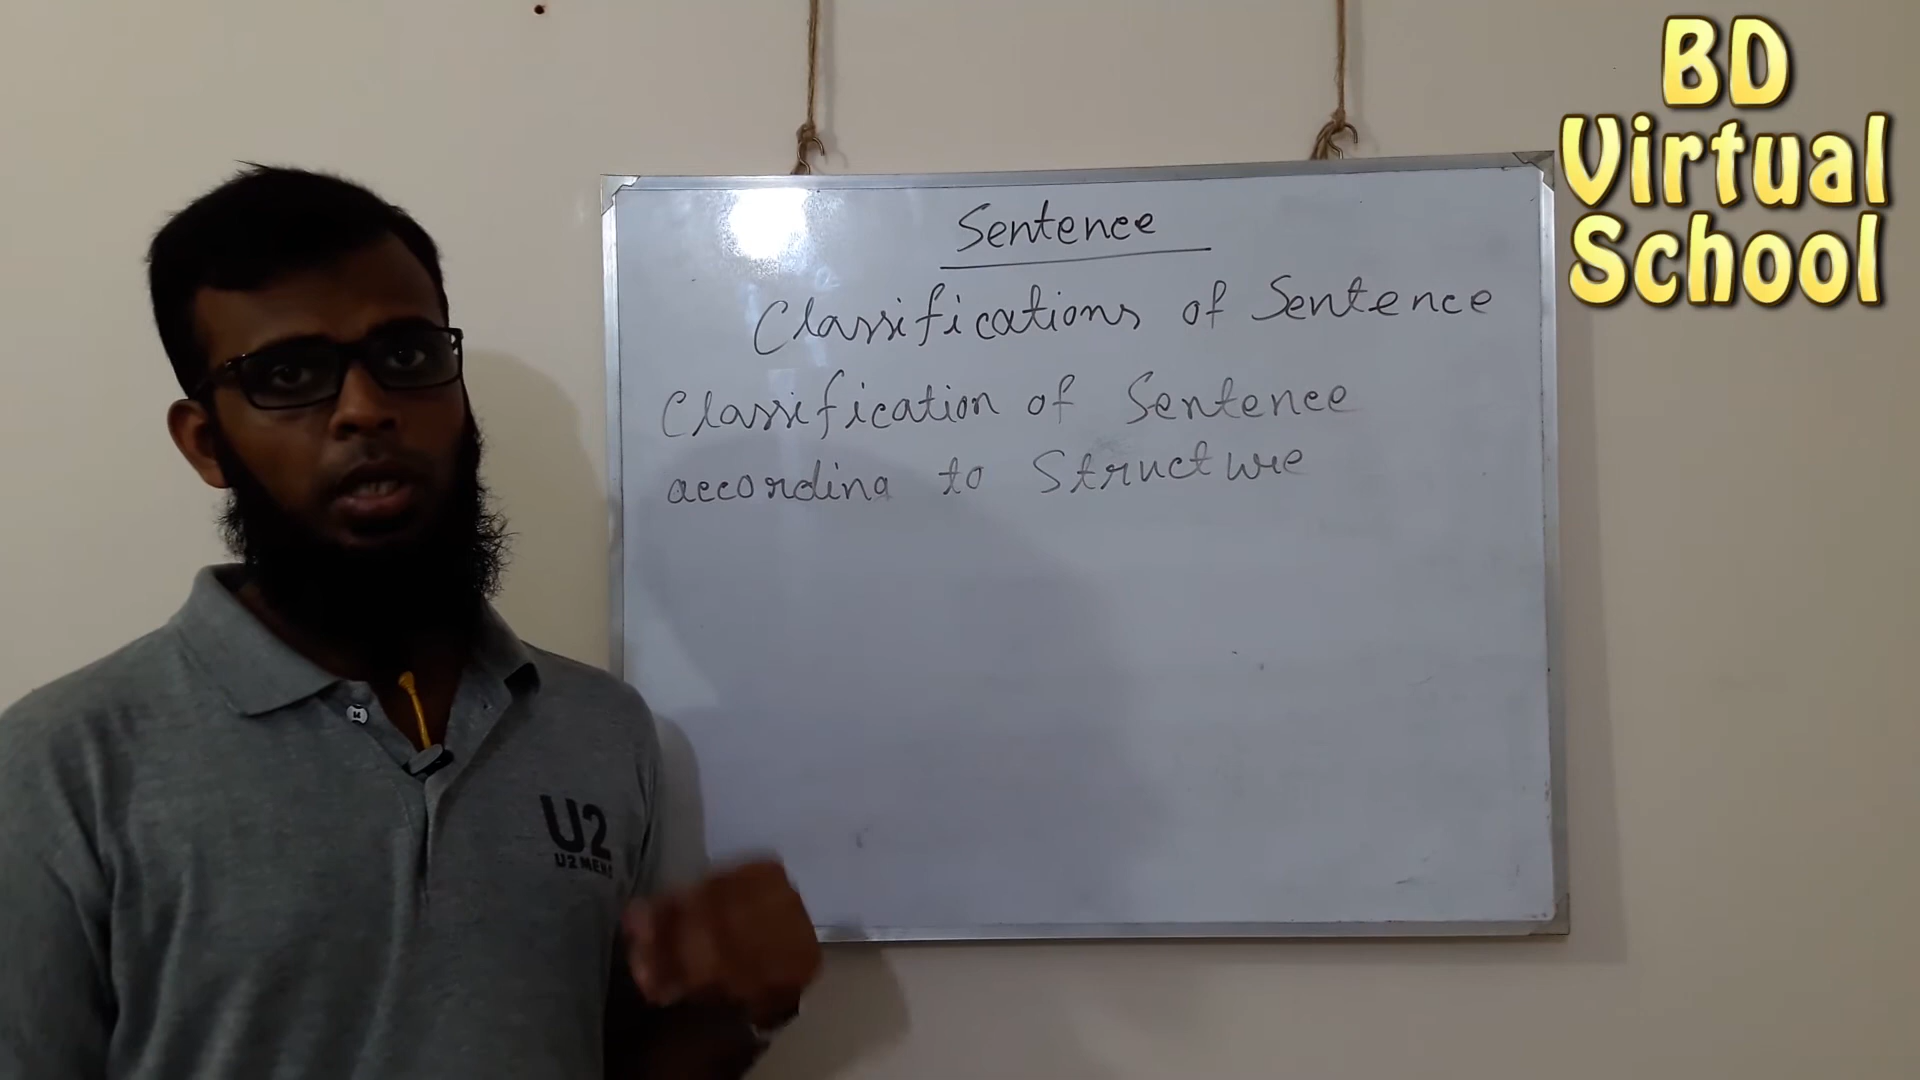 BD
Virtual
School
Sentence
Classifications of Sentence
Classification of Sentence
according to Structure
U2
U2 MENS